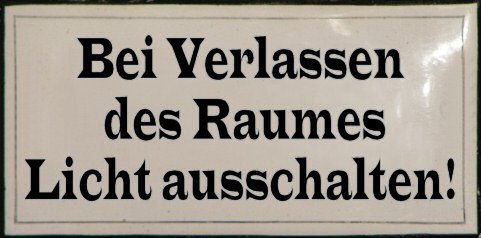 Bei Verlassen
des Raumes
Licht ausschalten!